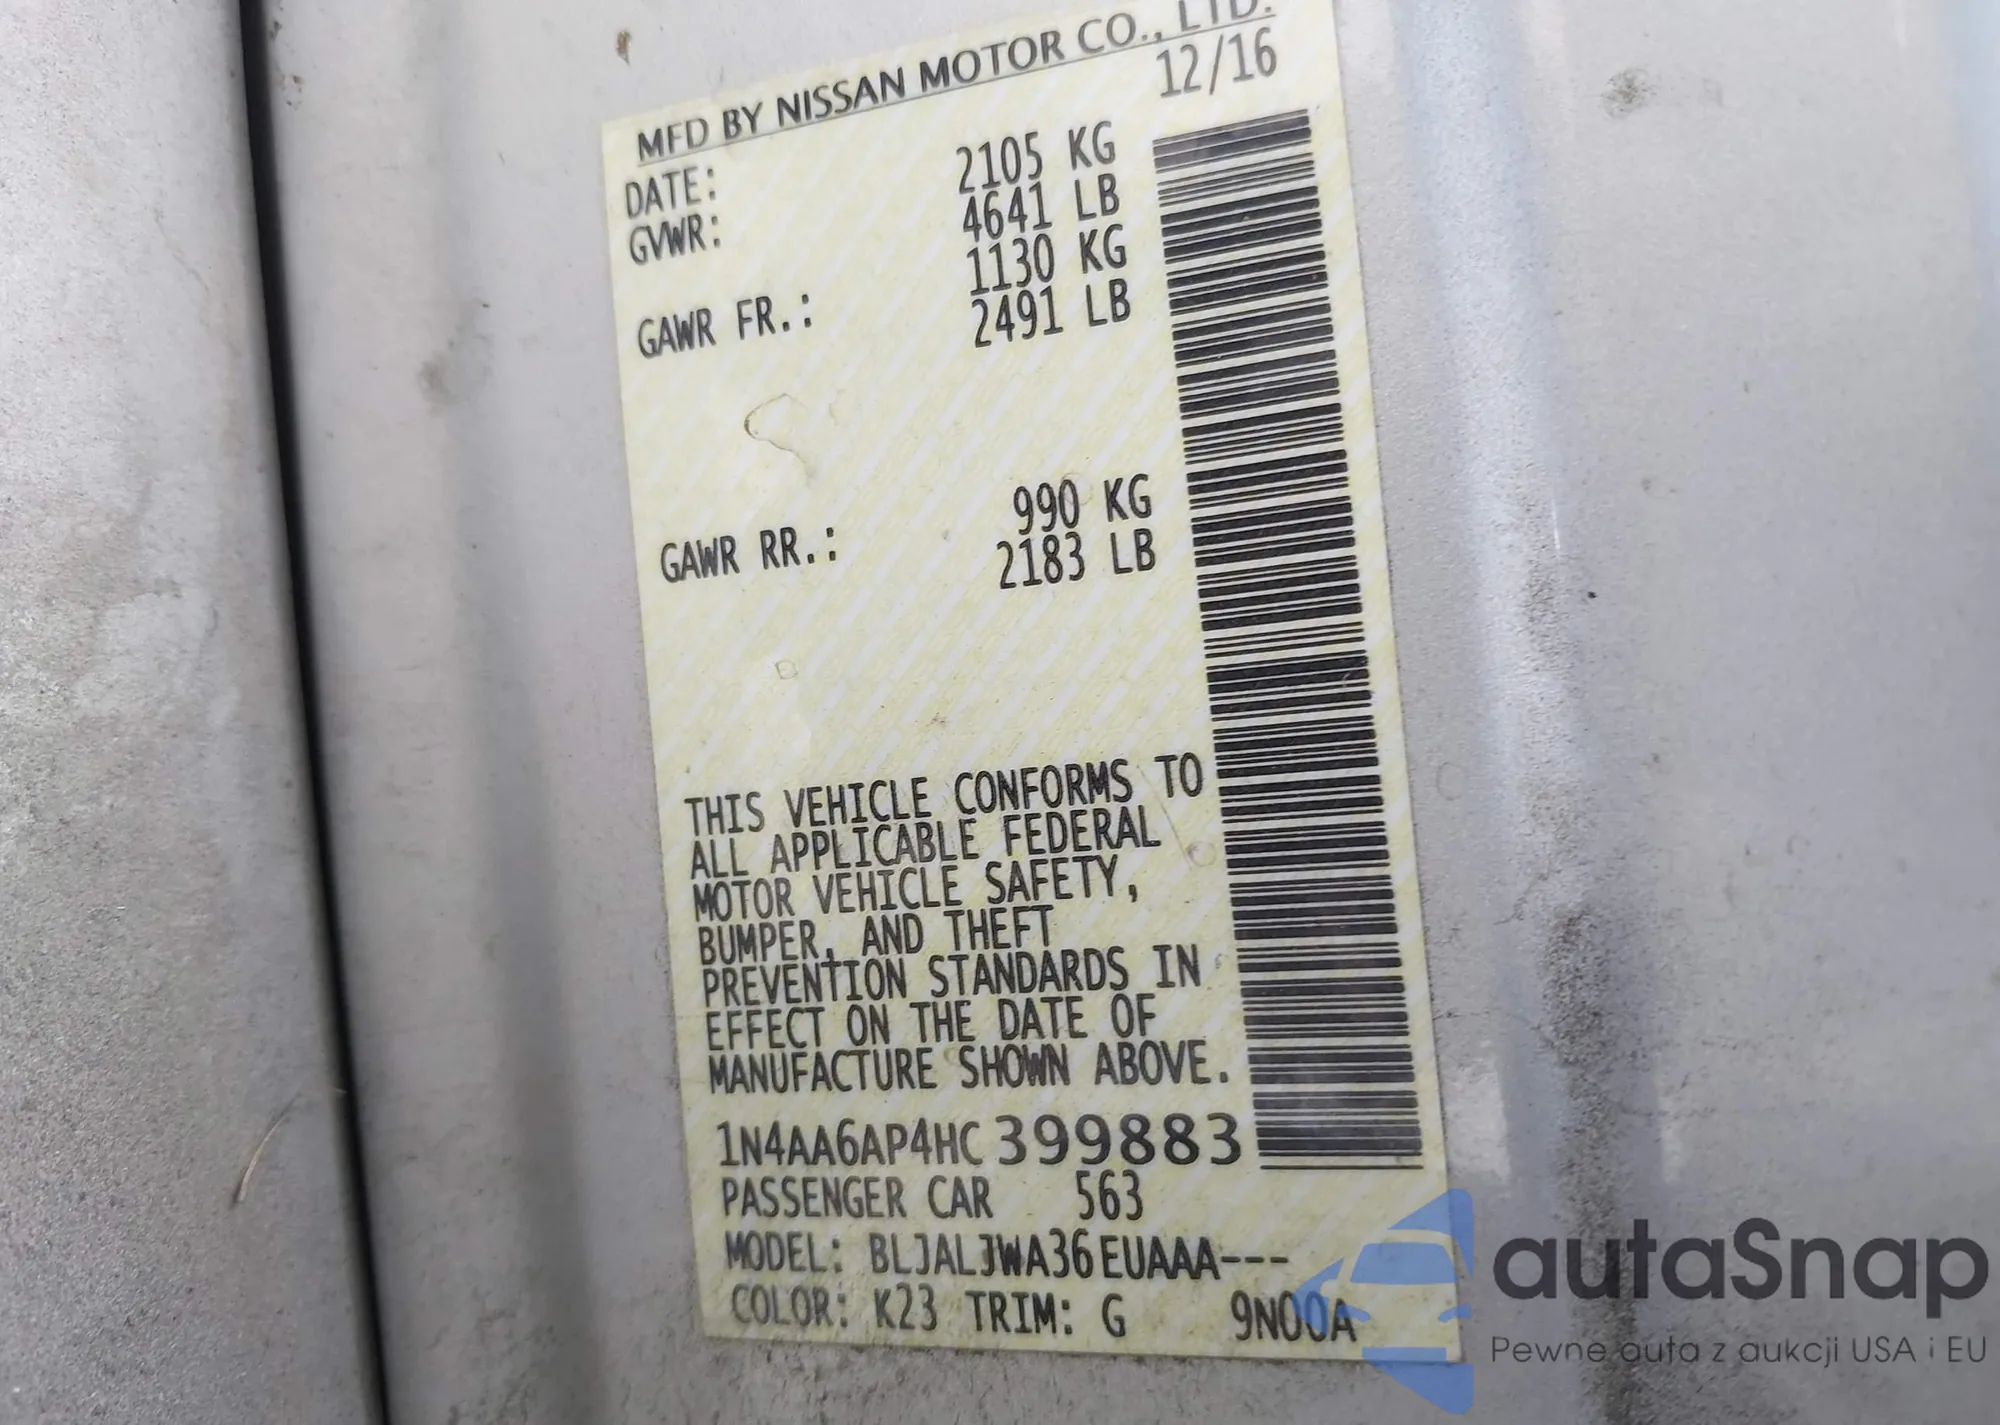 MFD BY NISSAN MOTOR CO., LTD.
DATE: 12/16
GVWR: 2105 KG
4641 LB
GAWR FR.: 1130 KG
2491 LB
GAWR RR.: 990 KG
2183 LB
THIS VEHICLE CONFORMS TO
ALL APPLICABLE FEDERAL
MOTOR VEHICLE SAFETY,
BUMPER, AND THEFT
PREVENTION STANDARDS IN
EFFECT ON THE DATE OF
MANUFACTURE SHOWN ABOVE.
1N4AA6AP4HC399883
PASSENGER CAR 563
MODEL: BLJALJWA36EUAAA---
COLOR: K23 TRIM: G 9N00A
autaSnap
Pewne auta z aukcji USA i EU